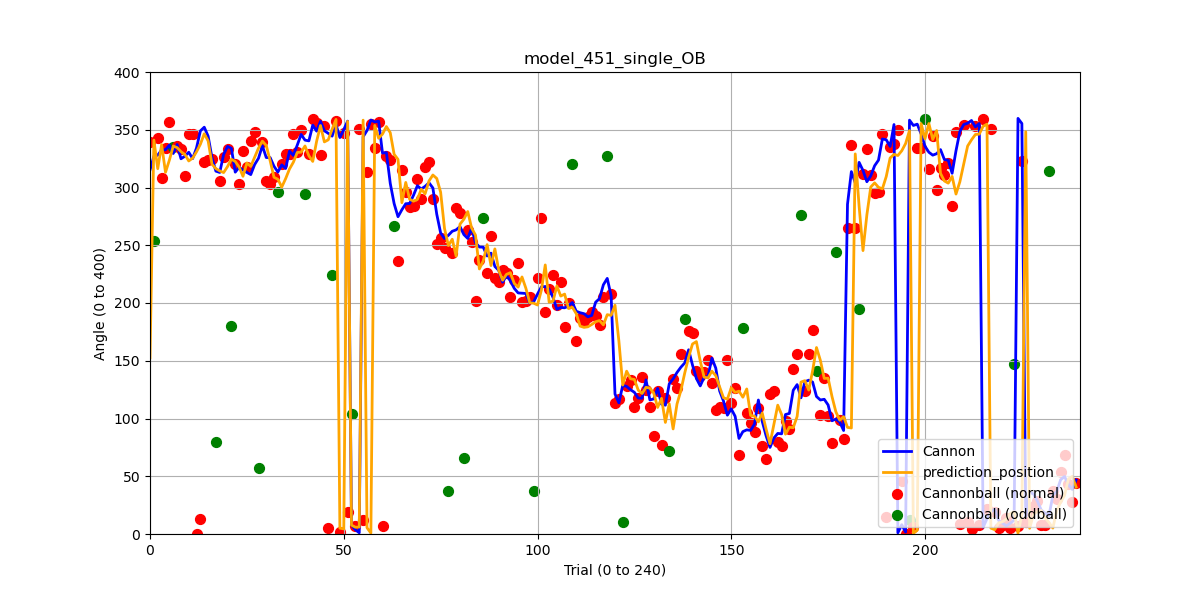 model_451_single_OB
400
350
300
250
200
150
100
50
0
Angle (0 to 400)
Cannon
prediction_position
Cannonball (normal)
Cannonball (oddball)
0 50 100 150 200
Trial (0 to 240)